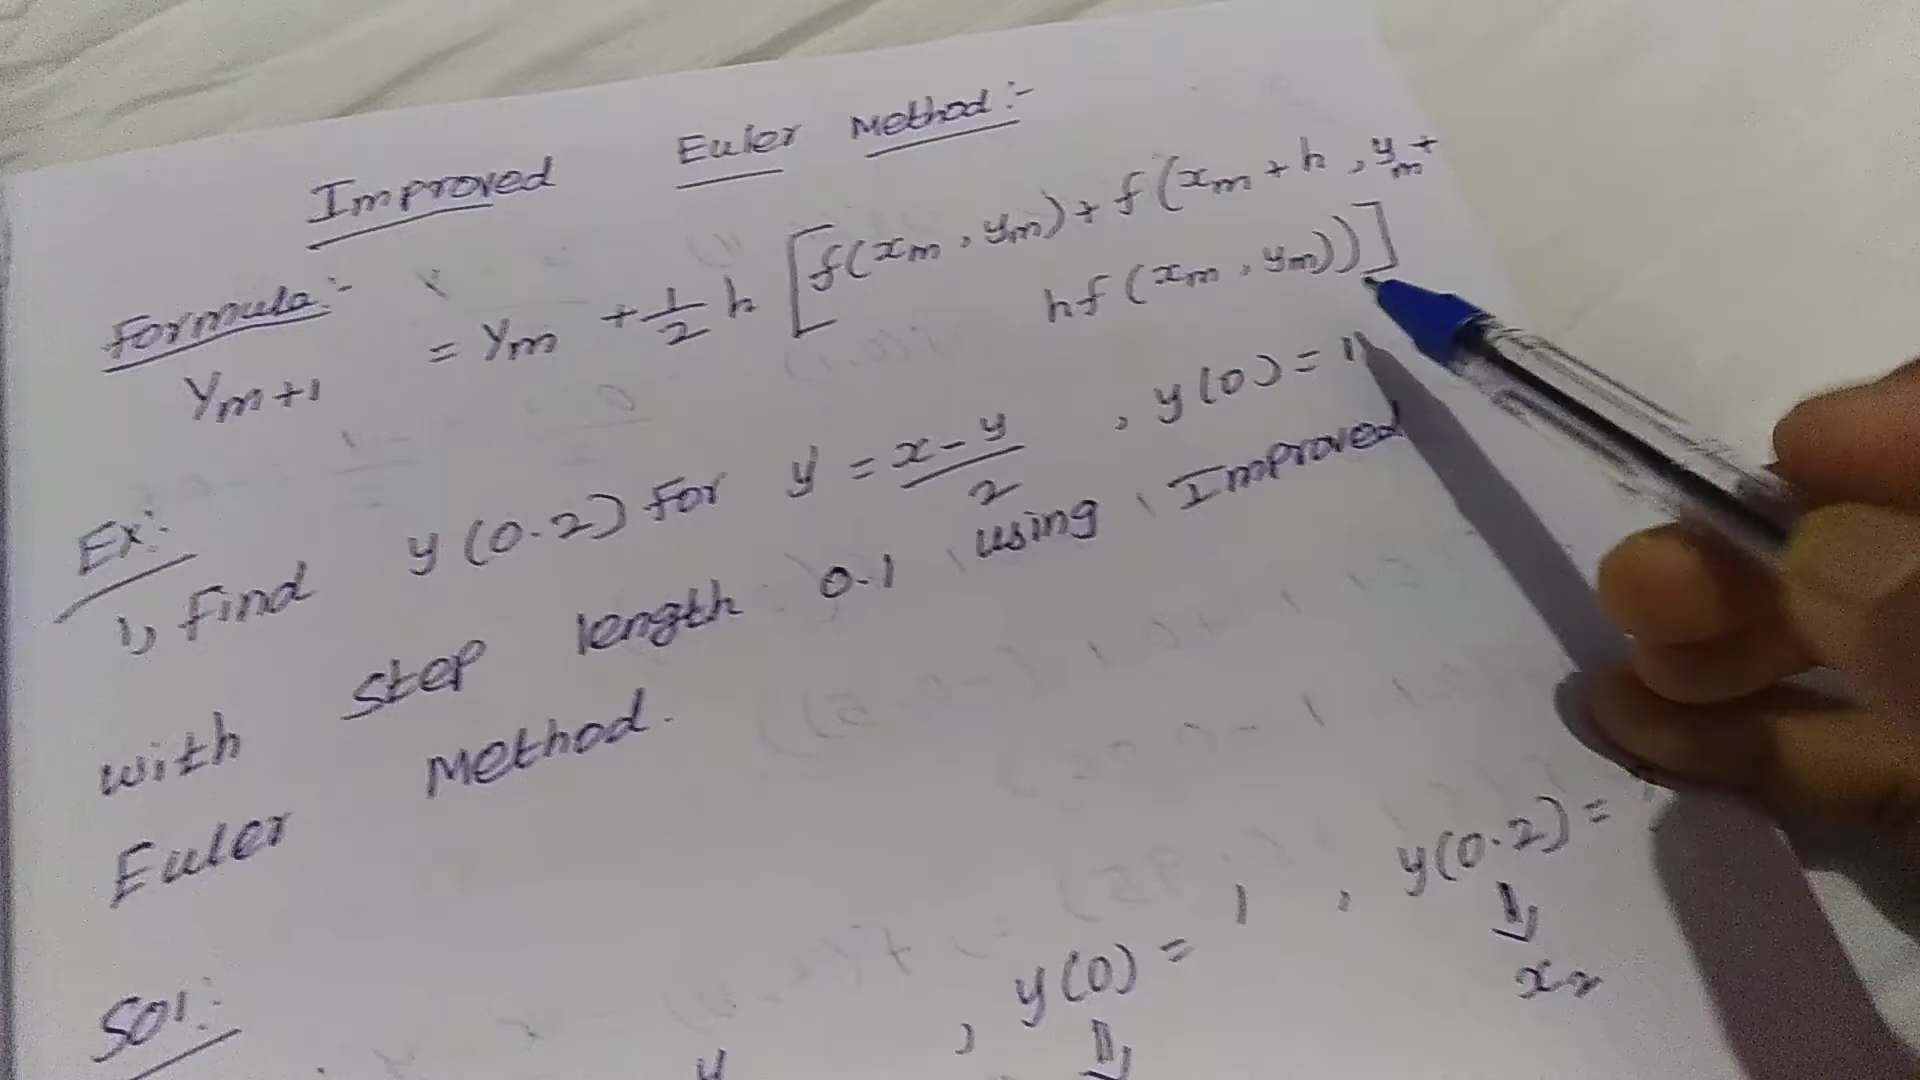 Improved Euler Method:-
Formula:-
Ym+1 = Ym + 1/2 h [f(xm, ym) + f(xm + h, ym +
hf(xm, ym))]
Ex:
1, Find y(0.2) for y' = x-y/2, y(0) = 1
with step length 0.1 using Improved
Euler Method.
Sol:
, y(0) = 1, y(0.2) =
⇓ ⇓
y